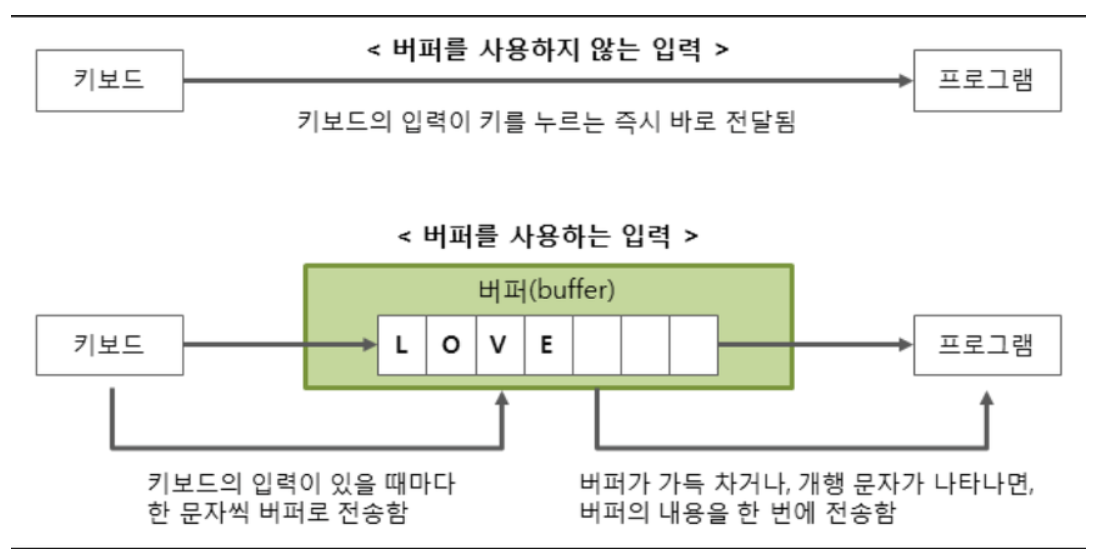 < 버퍼를 사용하지 않는 입력 >
키보드
프로그램
키보드의 입력이 키를 누르는 즉시 바로 전달됨
< 버퍼를 사용하는 입력 >
버퍼(buffer)
키보드
L O V E
프로그램
키보드의 입력이 있을 때마다
한 문자씩 버퍼로 전송함
버퍼가 가득 차거나, 개행 문자가 나타나면,
버퍼의 내용을 한 번에 전송함